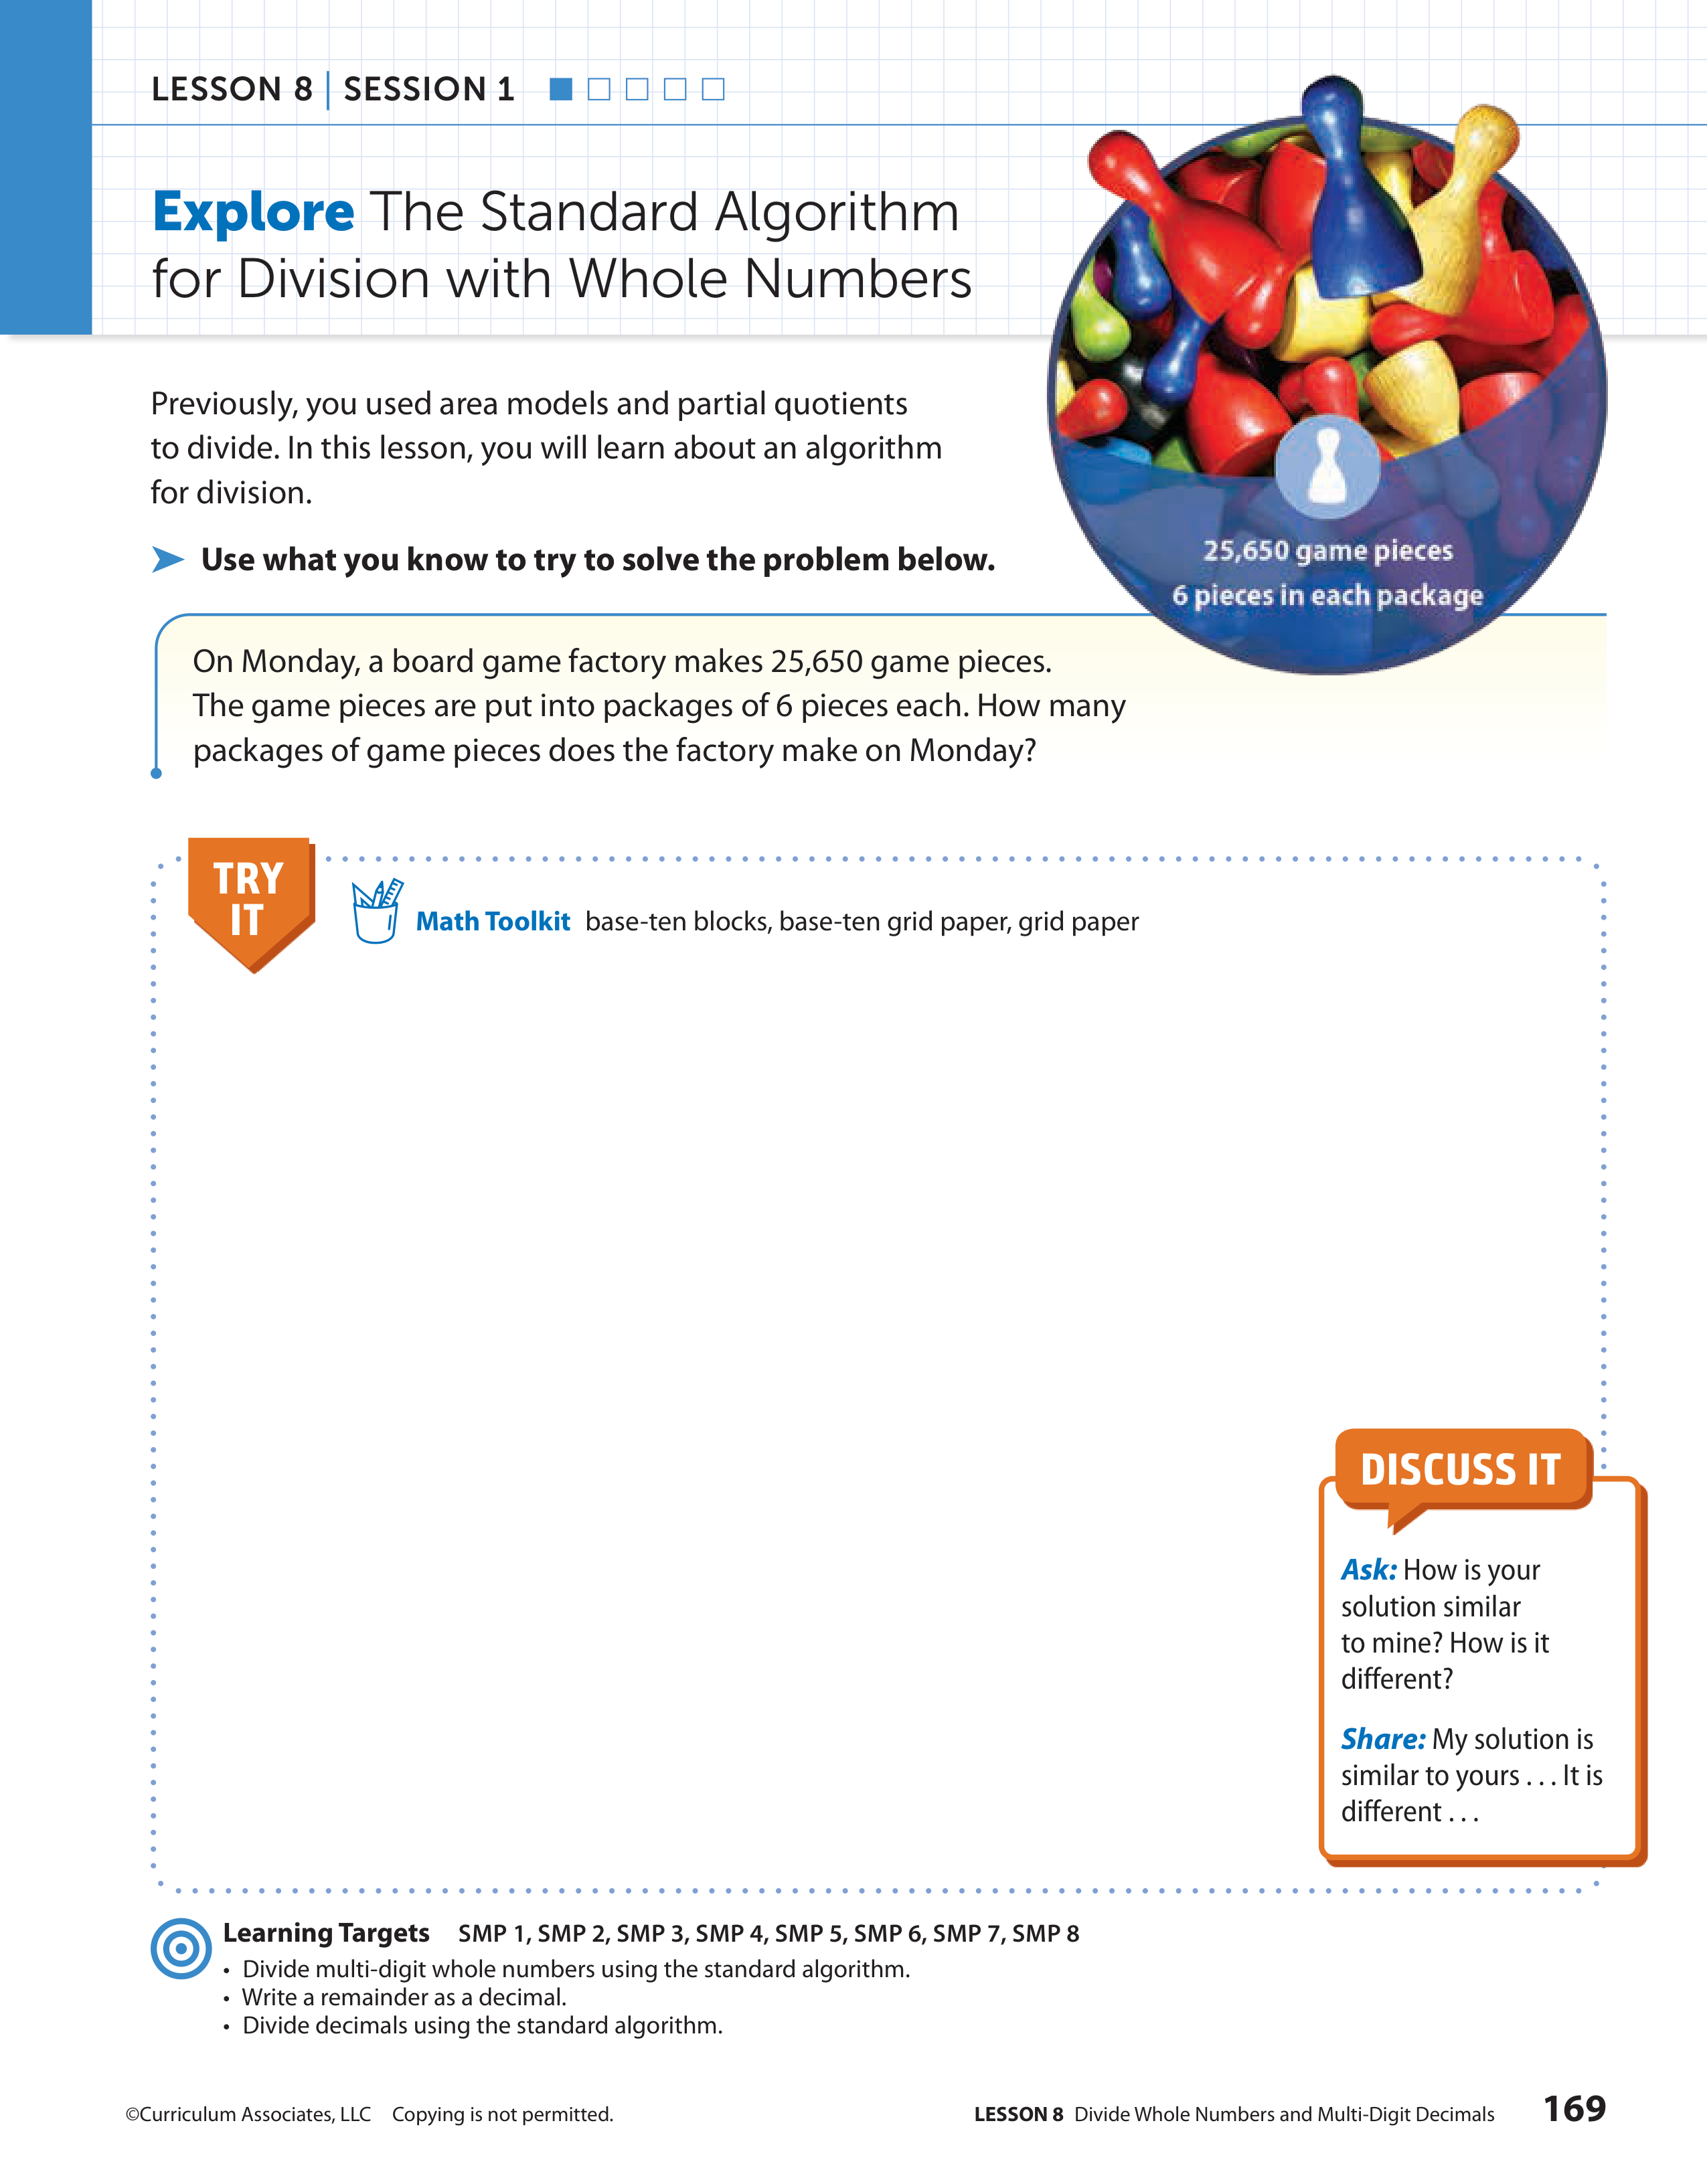 LESSON 8 | SESSION 1
Explore The Standard Algorithm
for Division with Whole Numbers
Previously, you used area models and partial quotients
to divide. In this lesson, you will learn about an algorithm
for division.
Use what you know to try to solve the problem below.
25,650 game pieces
6 pieces in each package
On Monday, a board game factory makes 25,650 game pieces.
The game pieces are put into packages of 6 pieces each. How many
packages of game pieces does the factory make on Monday?
TRY
IT
Math Toolkit base-ten blocks, base-ten grid paper, grid paper
DISCUSS IT
Ask: How is your
solution similar
to mine? How is it
different?
Share: My solution is
similar to yours . . . It is
different . . .
Learning Targets SMP 1, SMP 2, SMP 3, SMP 4, SMP 5, SMP 6, SMP 7, SMP 8
• Divide multi-digit whole numbers using the standard algorithm.
• Write a remainder as a decimal.
• Divide decimals using the standard algorithm.
©Curriculum Associates, LLC Copying is not permitted.
LESSON 8 Divide Whole Numbers and Multi-Digit Decimals 169